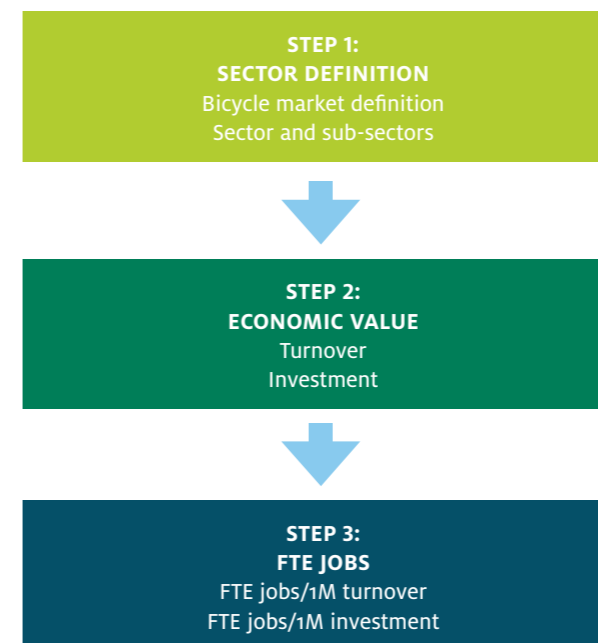 STEP 1:
SECTOR DEFINITION
Bicycle market definition
Sector and sub-sectors
STEP 2:
ECONOMIC VALUE
Turnover
Investment
STEP 3:
FTE JOBS
FTE jobs/1M turnover
FTE jobs/1M investment